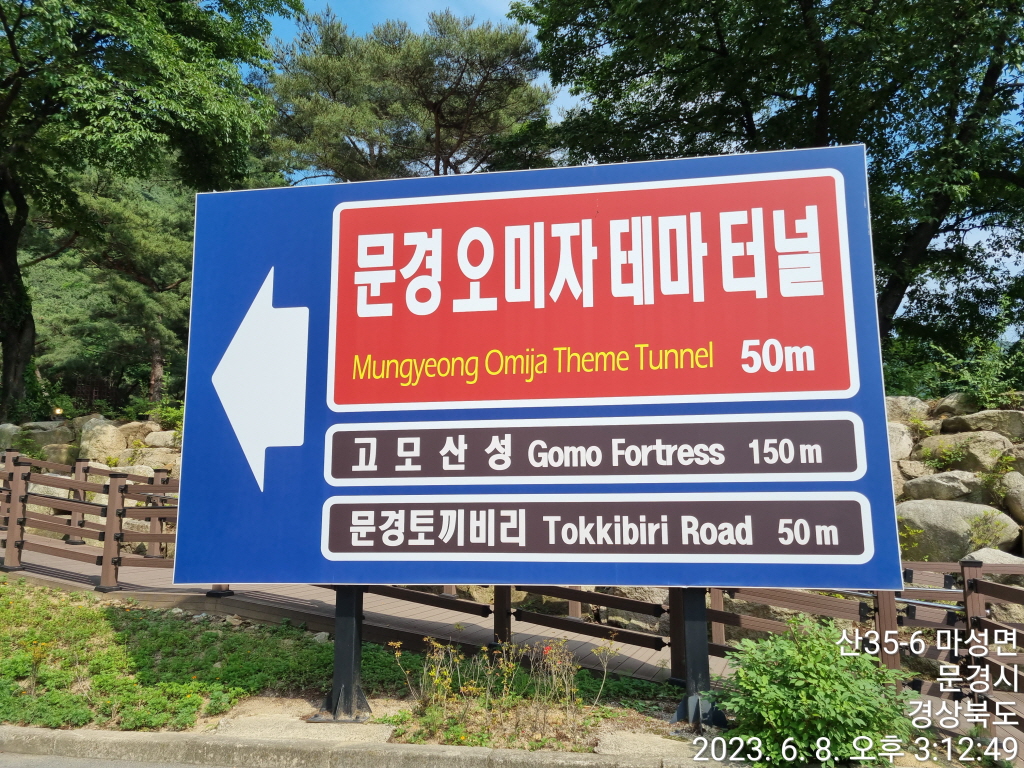 문경 오미자 테마 터널
Mungyeong Omija Theme Tunnel 50m
고모산성 Gomo Fortress 150m
문경토끼비리 Tokkibiri Road 50m
산35-6 마성면
문경시
경상북도
2023. 6. 8. 오후 3:12:49